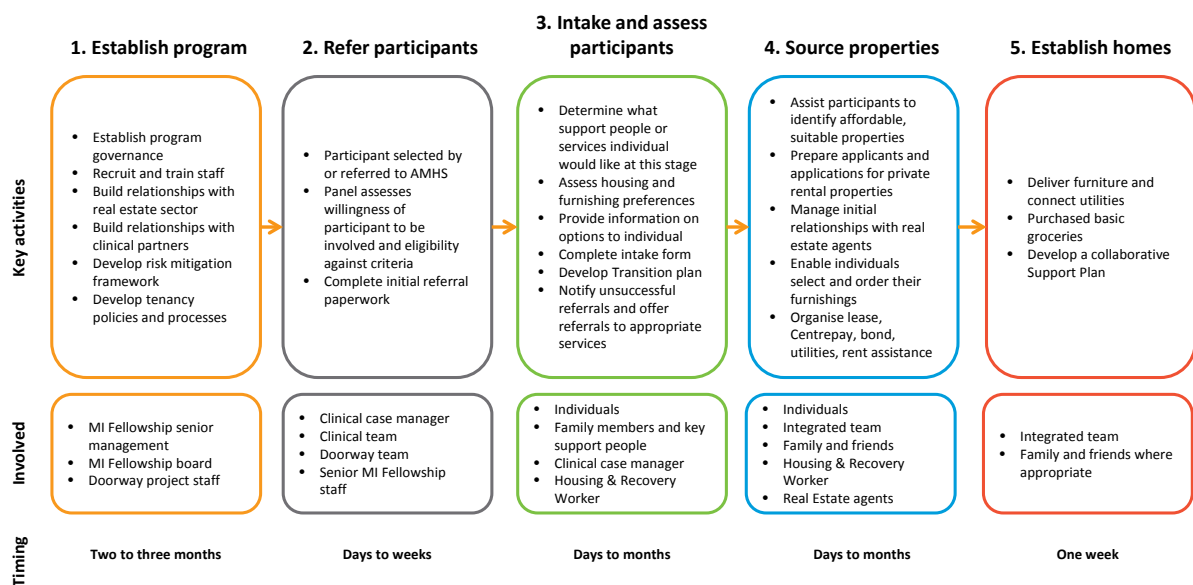 1. Establish program
2. Refer participants
3. Intake and assess
participants
4. Source properties
5. Establish homes
Key activities
• Establish program
governance
• Recruit and train staff
• Build relationships with
real estate sector
• Build relationships with
clinical partners
• Develop risk mitigation
framework
• Develop tenancy
policies and processes
• Participant selected by
or referred to AMHS
• Panel assesses
willingness of
participant to be
involved and eligibility
against criteria
• Complete initial referral
paperwork
• Determine what
support people or
services individual
would like at this stage
• Assess housing and
furnishing preferences
• Provide information on
options to individual
• Complete intake form
• Develop Transition plan
• Notify unsuccessful
referrals and offer
referrals to appropriate
services
• Assist participants to
identify affordable,
suitable properties
• Prepare applicants and
applications for private
rental properties
• Manage initial
relationships with real
estate agents
• Enable individuals
select and order their
furnishings
• Organise lease,
Centrepay, bond,
utilities, rent assistance
• Deliver furniture and
connect utilities
• Purchased basic
groceries
• Develop a collaborative
Support Plan
Involved
• MI Fellowship senior
management
• MI Fellowship board
• Doorway project staff
• Clinical case manager
• Clinical team
• Doorway team
• Senior MI Fellowship
staff
• Individuals
• Family members and key
support people
• Clinical case manager
• Housing & Recovery
Worker
• Individuals
• Integrated team
• Family and friends
• Housing & Recovery
Worker
• Real Estate agents
• Integrated team
• Family and friends where
appropriate
Timing
Two to three months
Days to weeks
Days to months
Days to months
One week